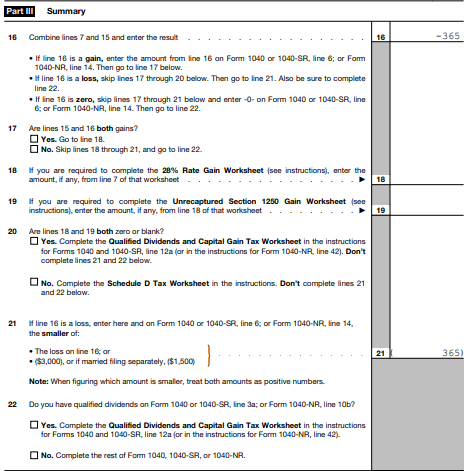 Part III Summary
16 Combine lines 7 and 15 and enter the result . . . . . . . . . . . . . . . . . 16 -365
• If line 16 is a gain, enter the amount from line 16 on Form 1040 or 1040-SR, line 6; or Form
1040-NR, line 14. Then go to line 17 below.
• If line 16 is a loss, skip lines 17 through 20 below. Then go to line 21. Also be sure to complete
line 22.
• If line 16 is zero, skip lines 17 through 21 below and enter -0- on Form 1040 or 1040-SR, line
6; or Form 1040-NR, line 14. Then go to line 22.
17 Are lines 15 and 16 both gains?
☐ Yes. Go to line 18.
☐ No. Skip lines 18 through 21, and go to line 22.
18 If you are required to complete the 28% Rate Gain Worksheet (see instructions), enter the
amount, if any, from line 7 of that worksheet . . . . . . . . . . . . . . . . ▶ 18
19 If you are required to complete the Unrecaptured Section 1250 Gain Worksheet (see
instructions), enter the amount, if any, from line 18 of that worksheet . . . . . . . . . ▶ 19
20 Are lines 18 and 19 both zero or blank?
☐ Yes. Complete the Qualified Dividends and Capital Gain Tax Worksheet in the instructions
for Forms 1040 and 1040-SR, line 12a (or in the instructions for Form 1040-NR, line 42). Don't
complete lines 21 and 22 below.
☐ No. Complete the Schedule D Tax Worksheet in the instructions. Don't complete lines 21
and 22 below.
21 If line 16 is a loss, enter here and on Form 1040 or 1040-SR, line 6; or Form 1040-NR, line 14,
the smaller of:
• The loss on line 16; or
• ($3,000), or if married filing separately, ($1,500) } . . . . . . . . . . . . . . 21 ( 365)
Note: When figuring which amount is smaller, treat both amounts as positive numbers.
22 Do you have qualified dividends on Form 1040 or 1040-SR, line 3a; or Form 1040-NR, line 10b?
☐ Yes. Complete the Qualified Dividends and Capital Gain Tax Worksheet in the instructions
for Forms 1040 and 1040-SR, line 12a (or in the instructions for Form 1040-NR, line 42).
☐ No. Complete the rest of Form 1040, 1040-SR, or 1040-NR.